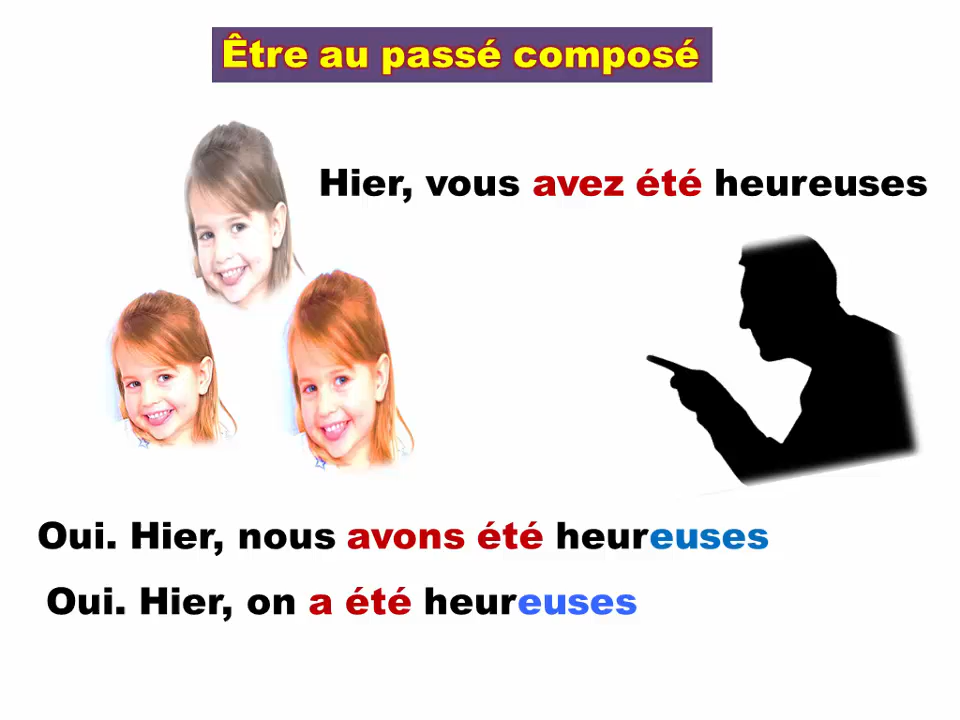 Être au passé composé
Hier, vous avez été heureuses
Oui. Hier, nous avons été heureuses
Oui. Hier, on a été heureuses